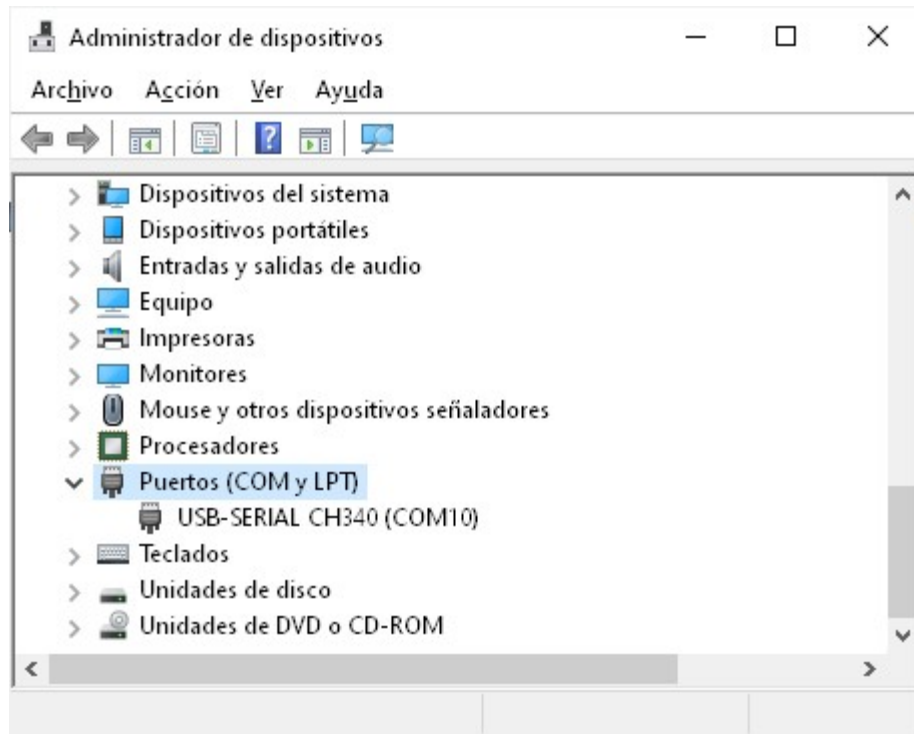 Administrador de dispositivos
Archivo Acción Ver Ayuda
Dispositivos del sistema
Dispositivos portátiles
Entradas y salidas de audio
Equipo
Impresoras
Monitores
Mouse y otros dispositivos señaladores
Procesadores
Puertos (COM y LPT)
USB-SERIAL CH340 (COM10)
Teclados
Unidades de disco
Unidades de DVD o CD-ROM